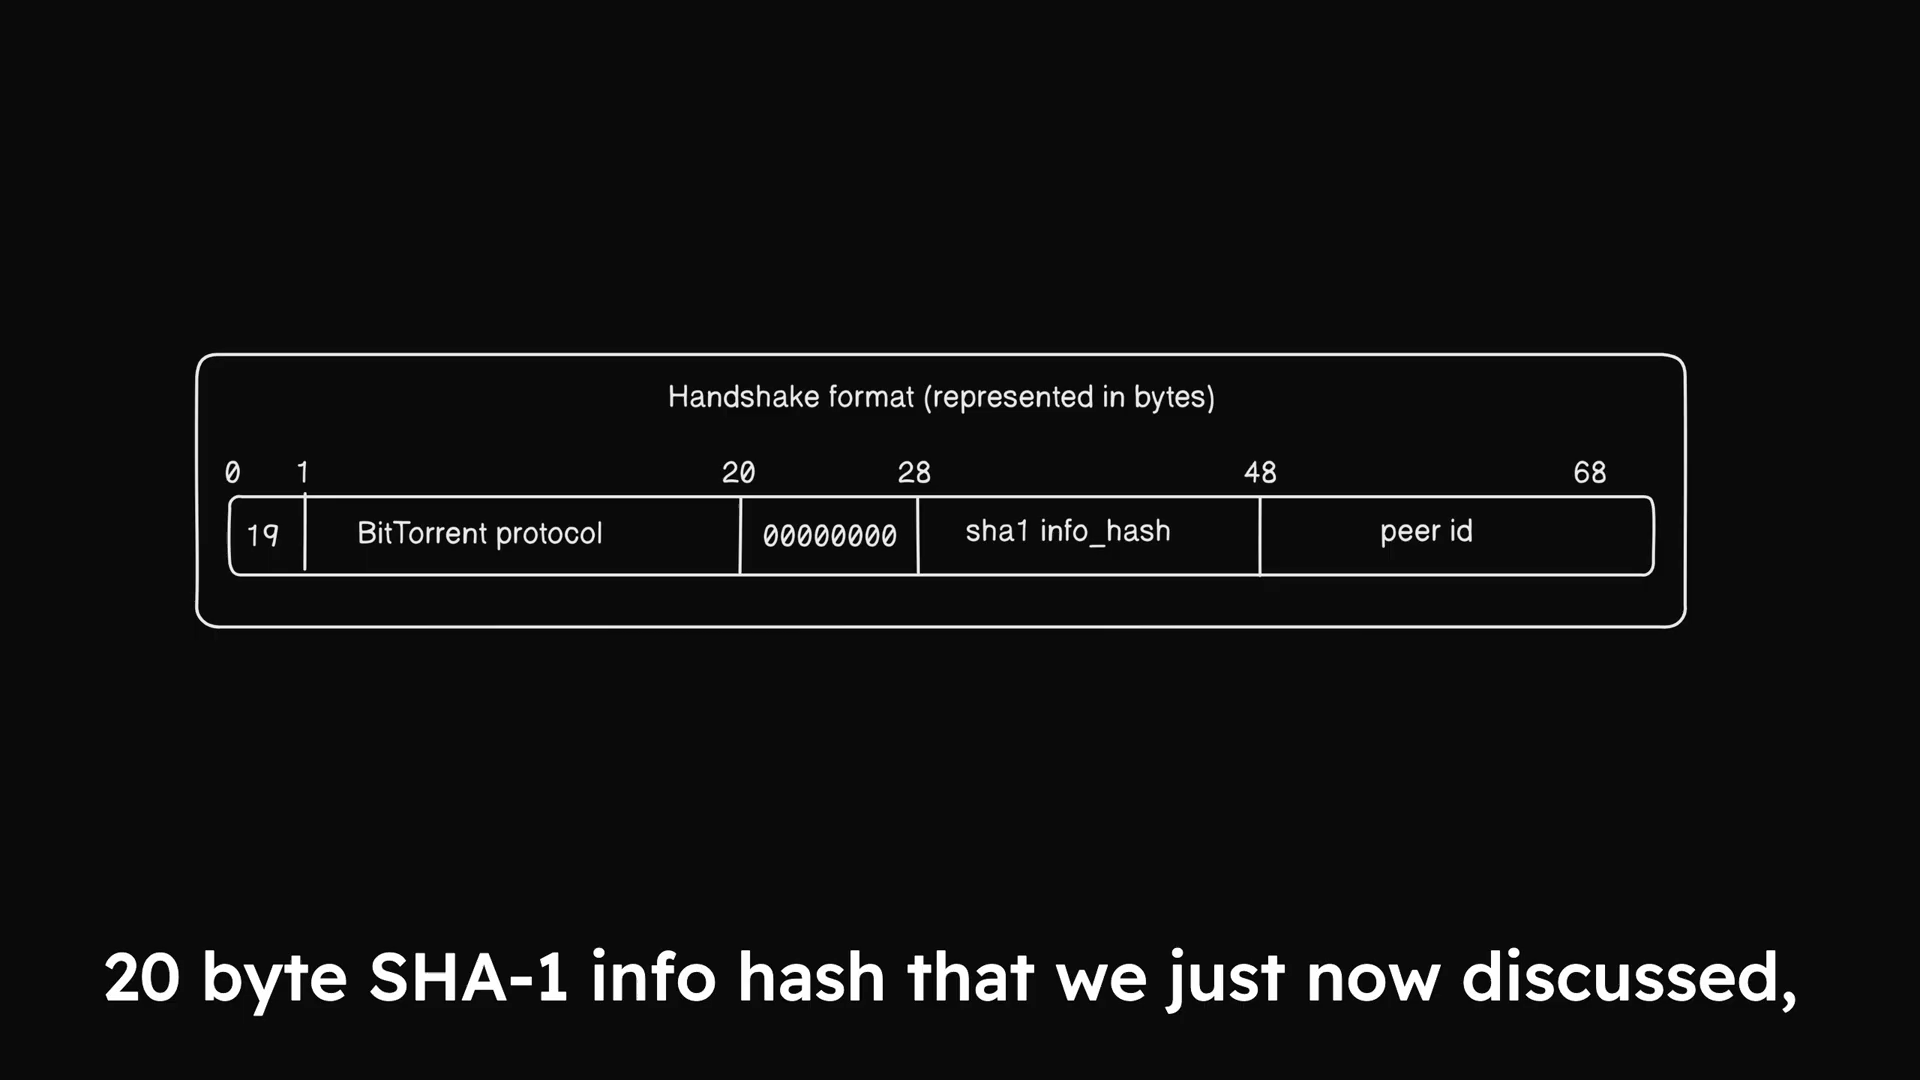 Handshake format (represented in bytes)
0 1 20 28 48 68
19 BitTorrent protocol 00000000 sha1 info_hash peer id
20 byte SHA-1 info hash that we just now discussed,